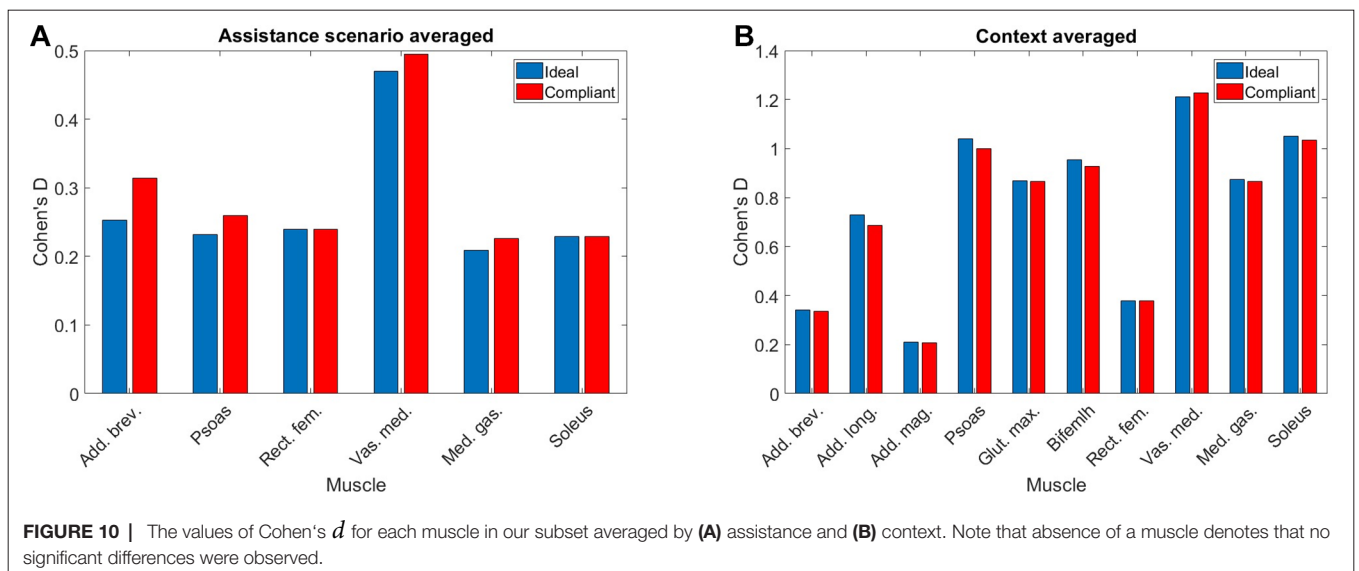 A
Assistance scenario averaged
0.5
0.4
0.3
0.2
0.1
0
Cohen's D
Ideal
Compliant
Add. brev.
Psoas
Rect. fem.
Vas. med.
Med. gas.
Soleus
Muscle
B
Context averaged
1.4
1.2
1
0.8
0.6
0.4
0.2
0
Cohen's D
Ideal
Compliant
Add. brev.
Add. long.
Add. mag.
Psoas
Glut. max.
Bifemlh
Rect. fem.
Vas. med.
Med. gas.
Soleus
Muscle
FIGURE 10 | The values of Cohen‘s d for each muscle in our subset averaged by (A) assistance and (B) context. Note that absence of a muscle denotes that no
significant differences were observed.